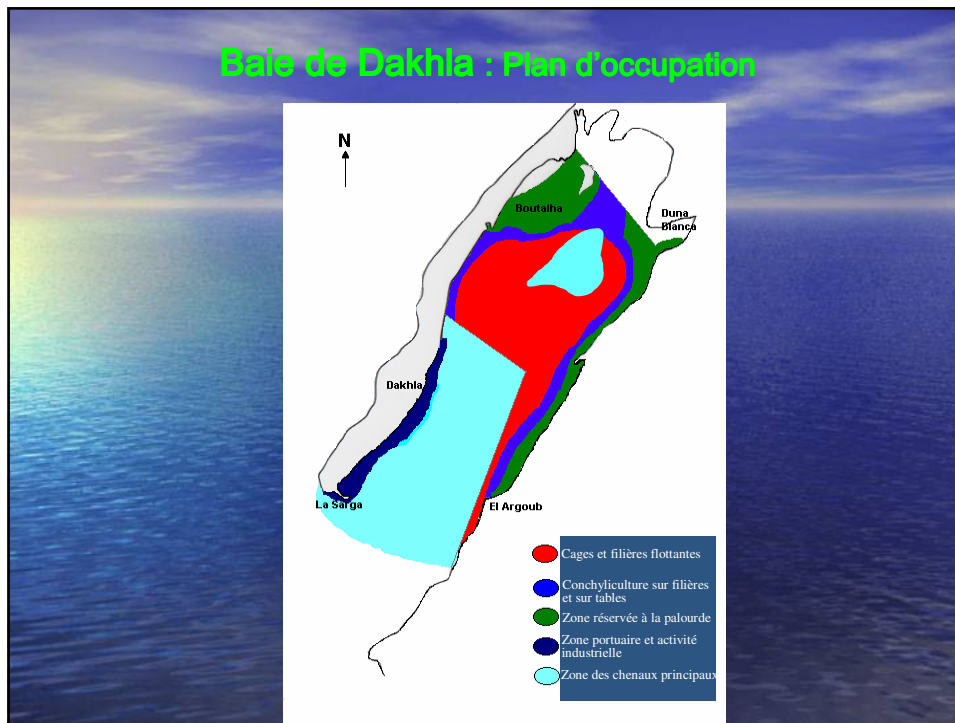 Baie de Dakhla : Plan d'occupation
N
Boutalha
Duna
Blanca
Dakhla
La Sarga
El Argoub
Cages et filières flottantes
Conchyliculture sur filières
et sur tables
Zone réservée à la palourde
Zone portuaire et activité
industrielle
Zone des chenaux principaux